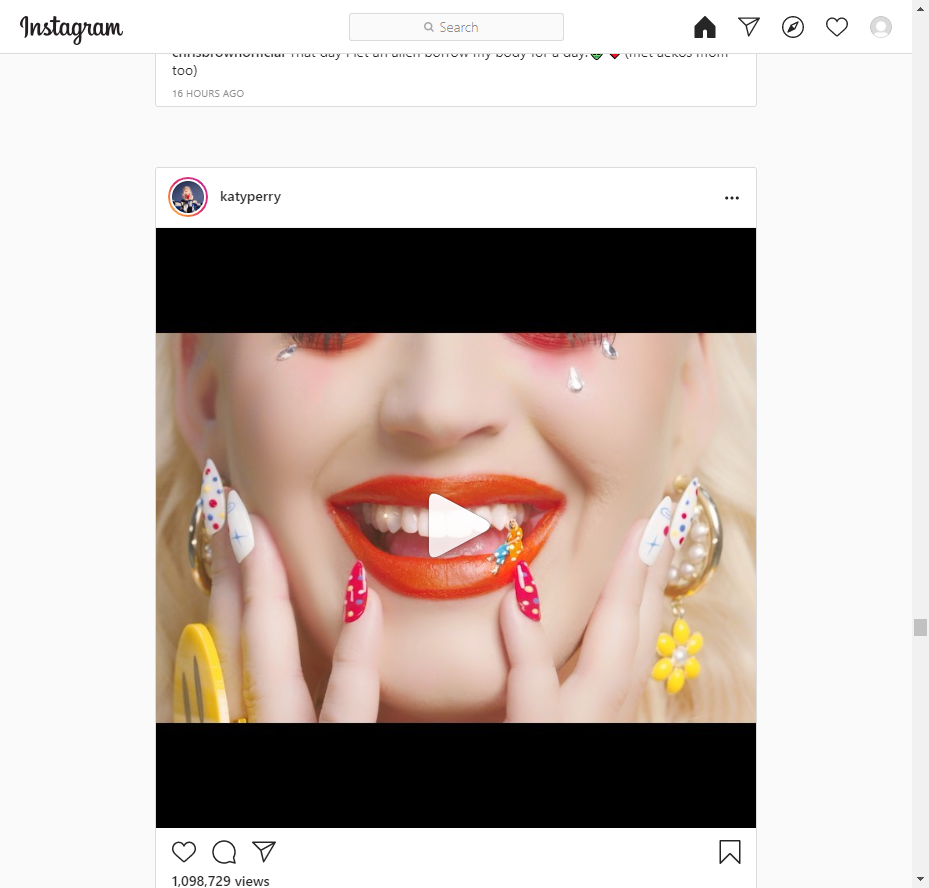 Instagram
Search
chrisbrownofficial That day I let an alien borrow my body for a day! (met aekos mom
too)
16 HOURS AGO
katyperry
1,098,729 views